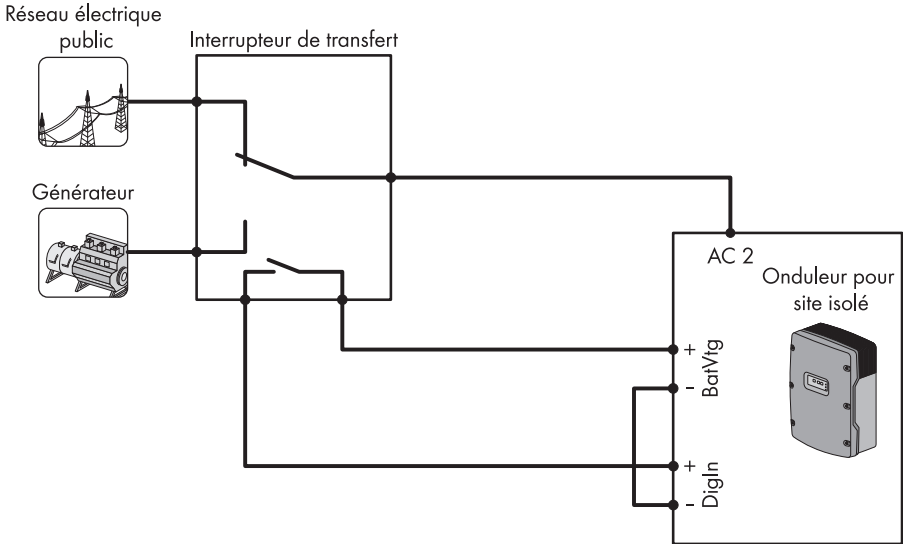 Réseau électrique
public
Interrupteur de transfert
Générateur
AC 2
Onduleur pour
site isolé
+
BatVtg
-
+
DigIn
-